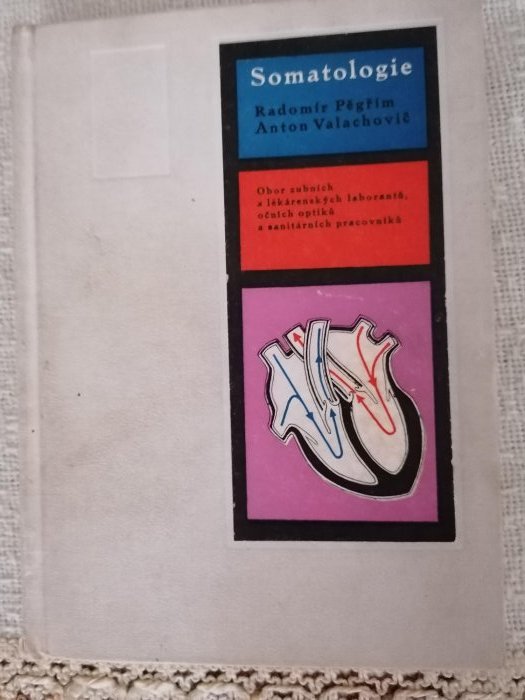 Somatologie
Radomír Pěgřím
Anton Valachovič
Obor zubních
a lékárenských laborantů,
očních optiků
a sanitárních pracovníků